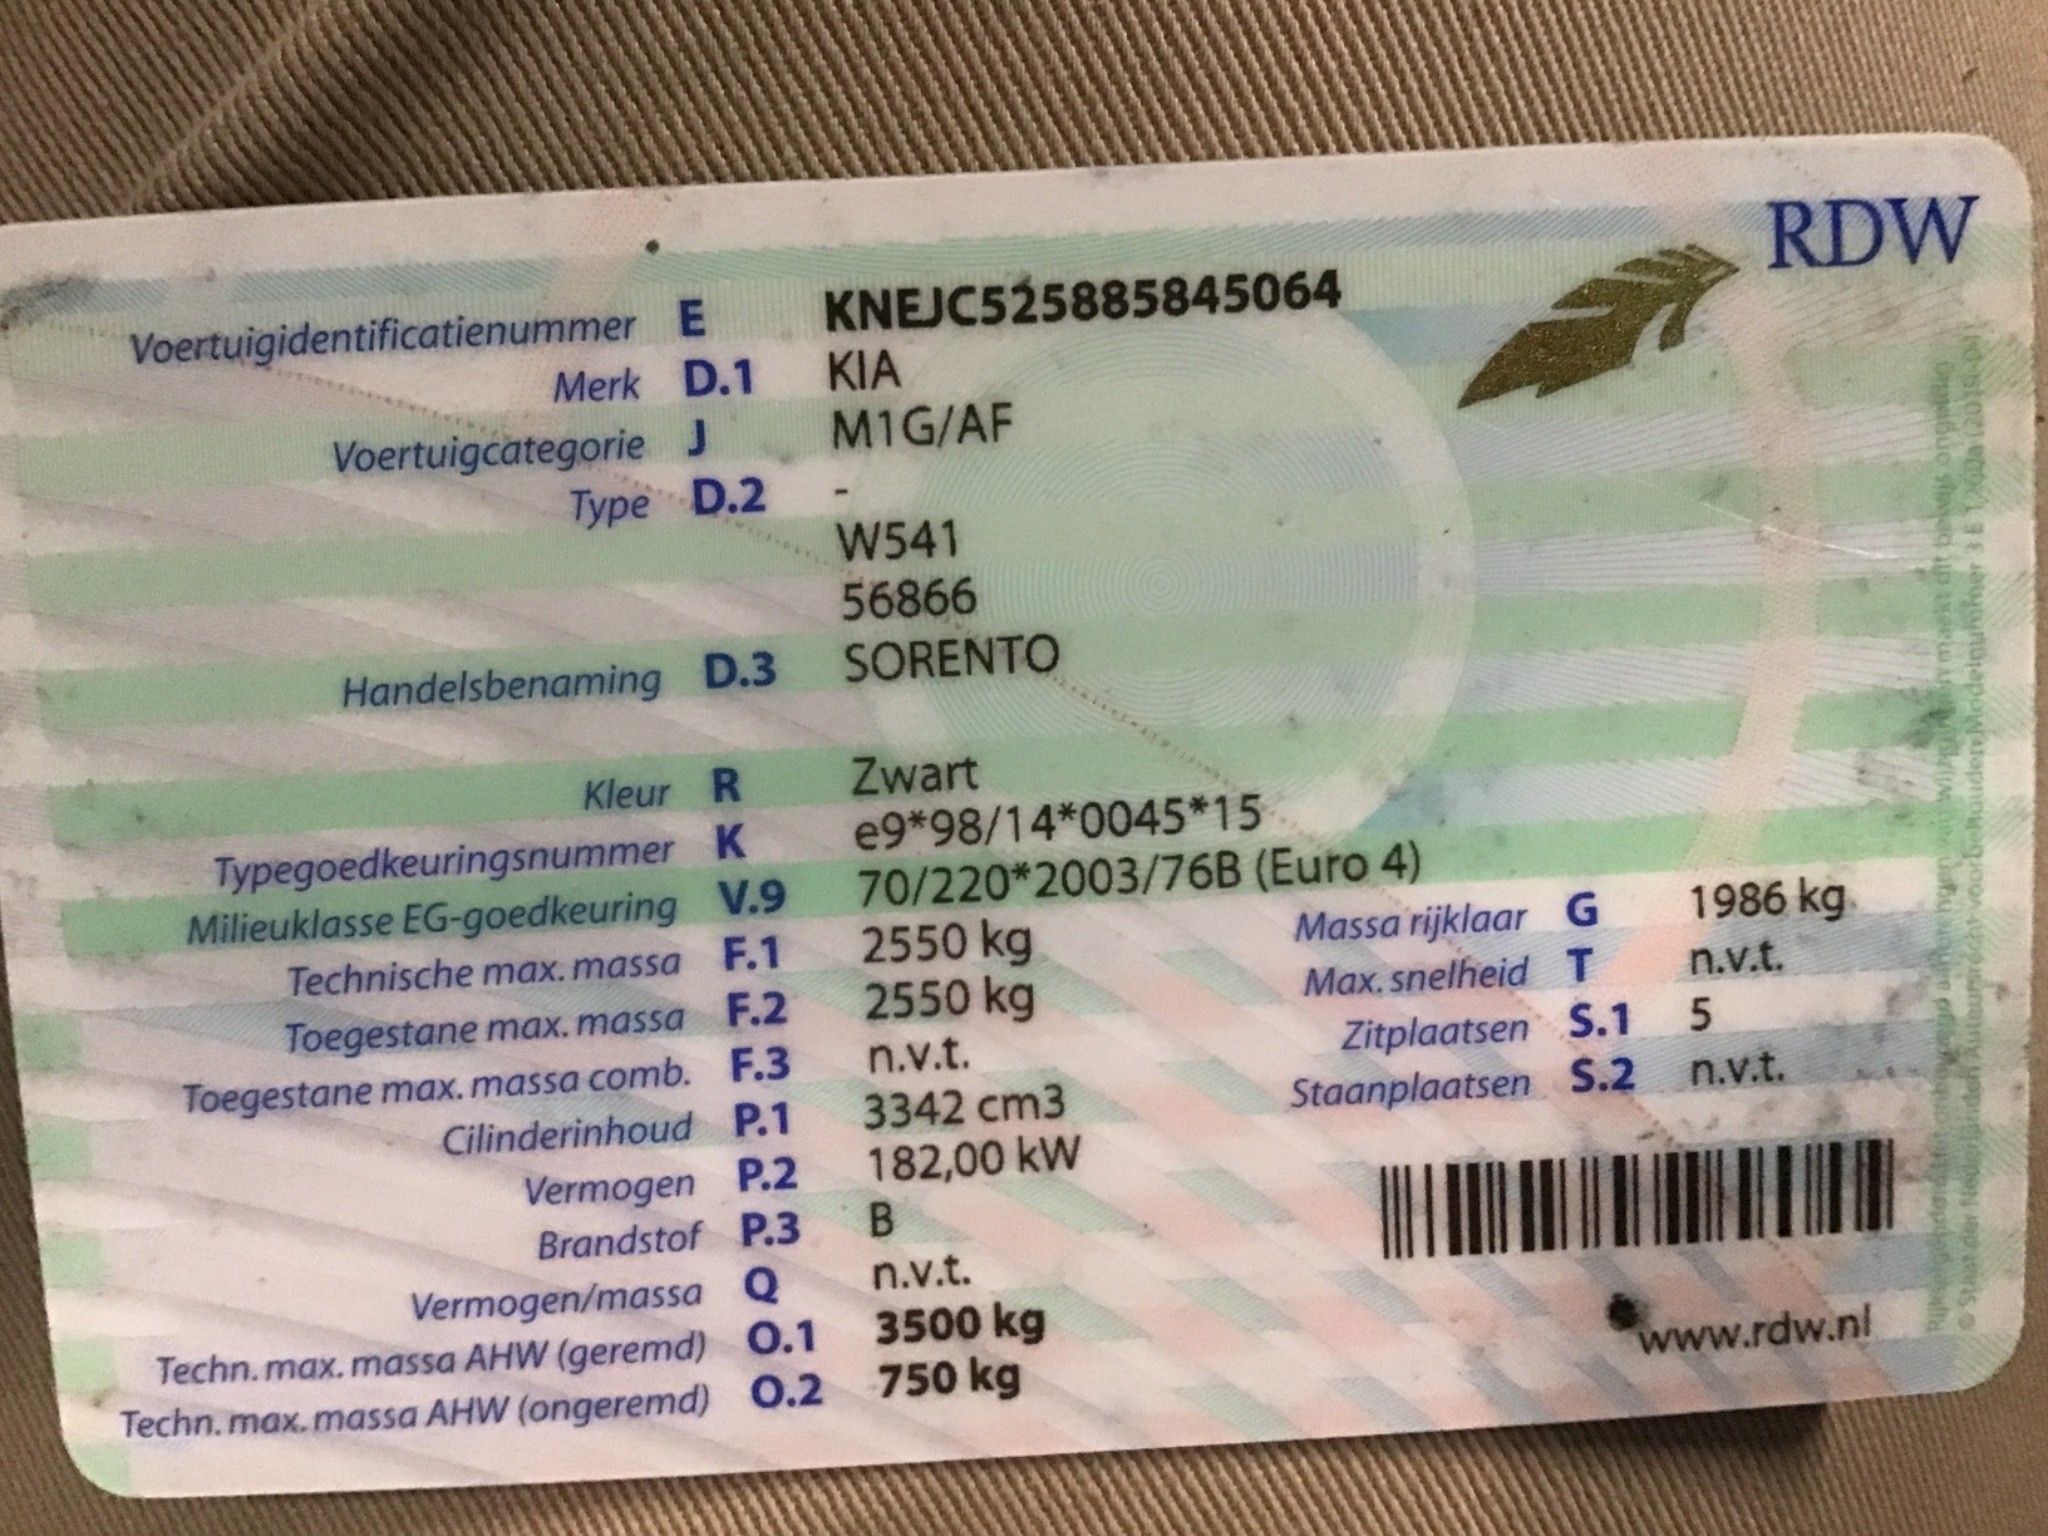 RDW
Voertuigidentificatienummer E KNEJC525885845064
Merk D.1 KIA
Voertuigcategorie J M1G/AF
Type D.2 -
W541
56866
Handelsbenaming D.3 SORENTO
Kleur R Zwart
Typegoedkeuringsnummer K e9*98/14*0045*15
Milieuklasse EG-goedkeuring V.9 70/220*2003/76B (Euro 4)
Technische max. massa F.1 2550 kg
Toegestane max. massa F.2 2550 kg
Toegestane max. massa comb. F.3 n.v.t.
Cilinderinhoud P.1 3342 cm3
Vermogen P.2 182,00 kW
Brandstof P.3 B
Vermogen/massa Q n.v.t.
Techn. max. massa AHW (geremd) O.1 3500 kg
Techn. max. massa AHW (ongeremd) O.2 750 kg
Massa rijklaar G 1986 kg
Max. snelheid T n.v.t.
Zitplaatsen S.1 5
Staanplaatsen S.2 n.v.t.
www.rdw.nl